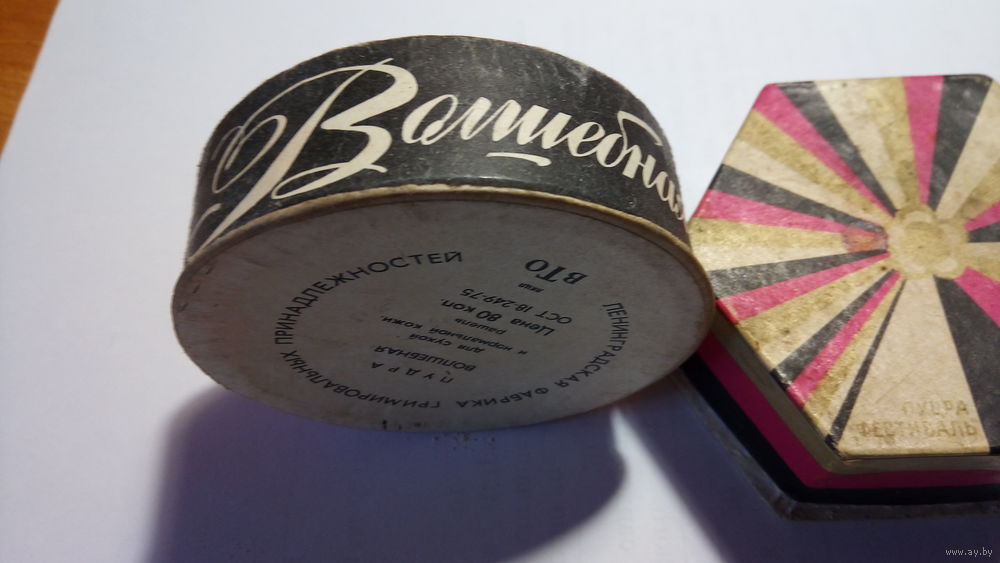 Волшебная
ЛЕНИНГРАДСКАЯ ФАБРИКА ГРИМИРОВАЛЬНЫХ ПРИНАДЛЕЖНОСТЕЙ
ПУДРА
ВОЛШЕБНАЯ
для сухой
и нормальной кожи.
рашель
Цена 80 коп.
ОСТ 18-249-75
ВТО
ПУДРА
ФЕСТИВАЛЬ
www.ay.by